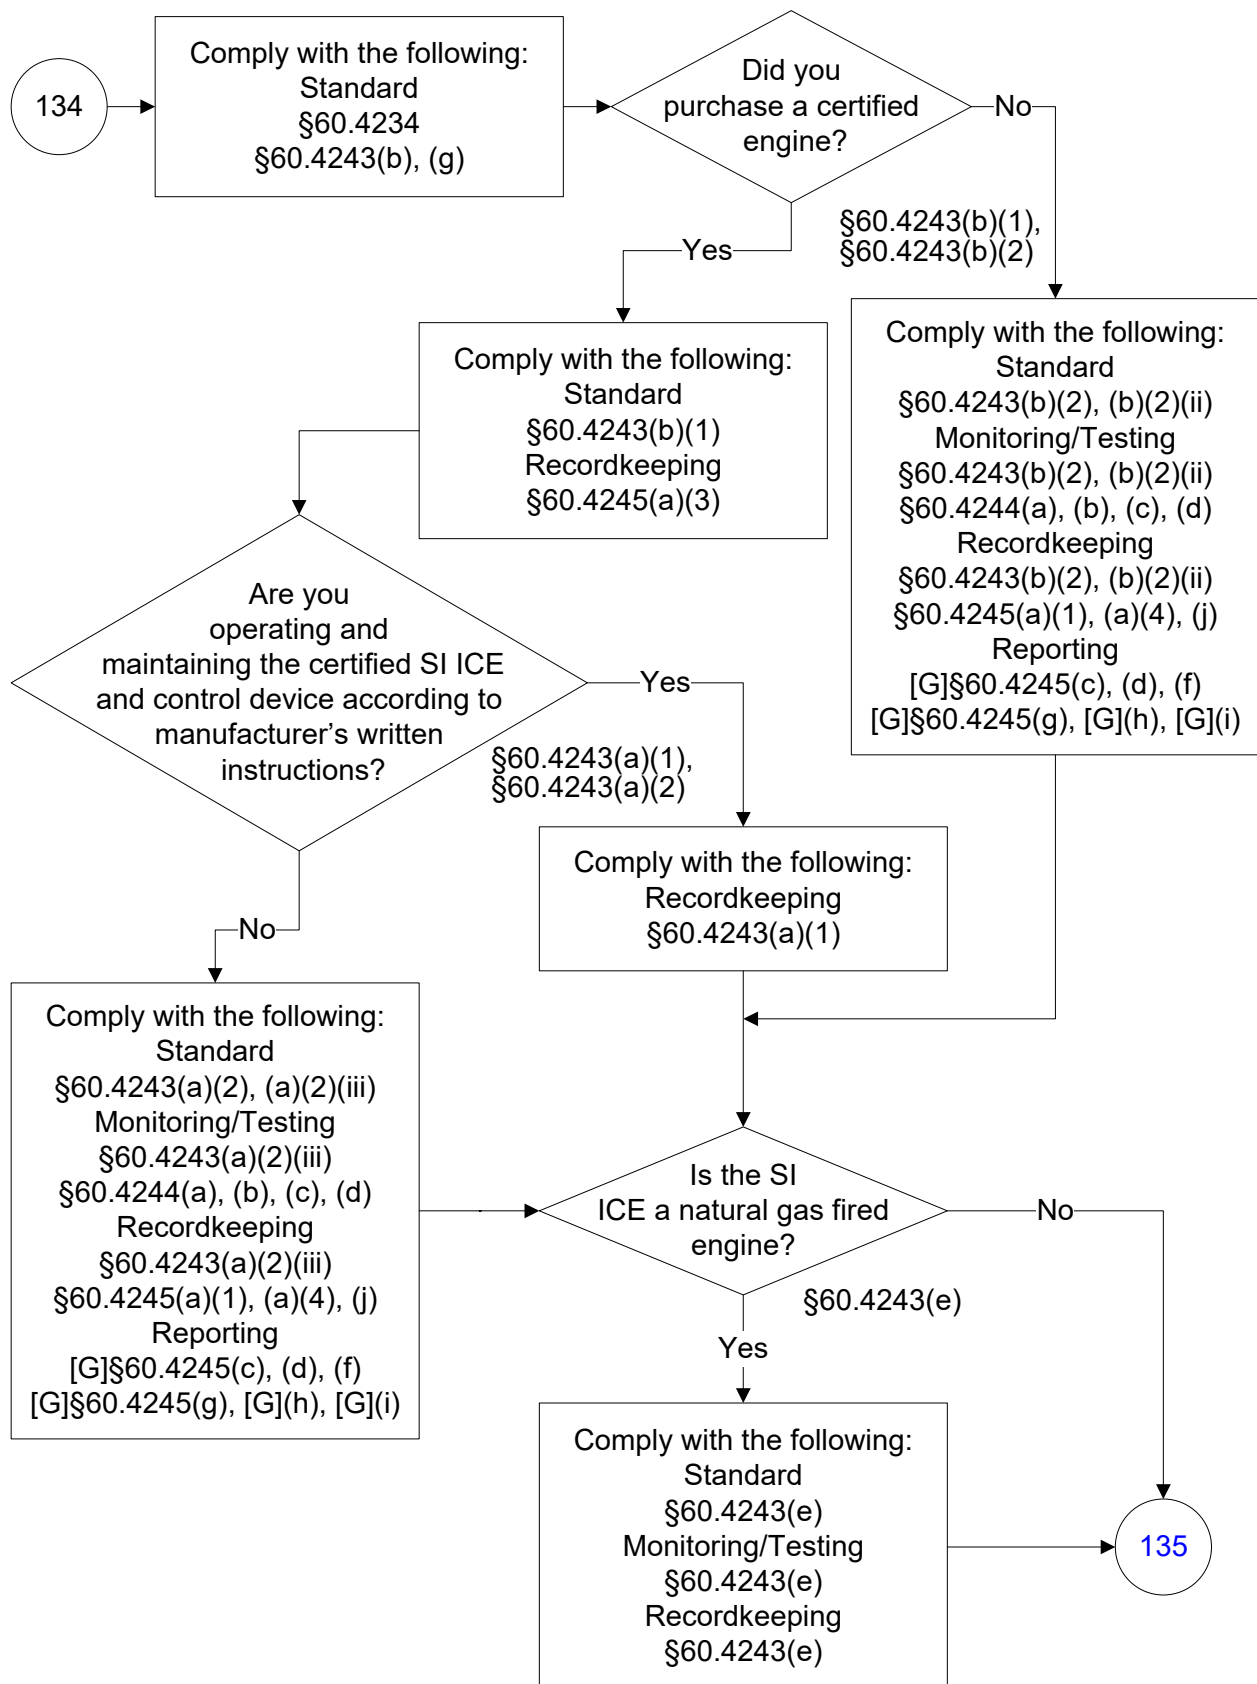 134
Comply with the following:
Standard
§60.4234
§60.4243(b), (g)
Did you
purchase a certified
engine?
No
§60.4243(b)(1),
§60.4243(b)(2)
Yes
Comply with the following:
Standard
§60.4243(b)(1)
Recordkeeping
§60.4245(a)(3)
Comply with the following:
Standard
§60.4243(b)(2), (b)(2)(ii)
Monitoring/Testing
§60.4243(b)(2), (b)(2)(ii)
§60.4244(a), (b), (c), (d)
Recordkeeping
§60.4243(b)(2), (b)(2)(ii)
§60.4245(a)(1), (a)(4), (j)
Reporting
[G]§60.4245(c), (d), (f)
[G]§60.4245(g), [G](h), [G](i)
Are you
operating and
maintaining the certified SI ICE
and control device according to
manufacturer’s written
instructions?
Yes
§60.4243(a)(1),
§60.4243(a)(2)
Comply with the following:
Recordkeeping
§60.4243(a)(1)
No
Comply with the following:
Standard
§60.4243(a)(2), (a)(2)(iii)
Monitoring/Testing
§60.4243(a)(2)(iii)
§60.4244(a), (b), (c), (d)
Recordkeeping
§60.4243(a)(2)(iii)
§60.4245(a)(1), (a)(4), (j)
Reporting
[G]§60.4245(c), (d), (f)
[G]§60.4245(g), [G](h), [G](i)
Is the SI
ICE a natural gas fired
engine?
No
§60.4243(e)
Yes
Comply with the following:
Standard
§60.4243(e)
Monitoring/Testing
§60.4243(e)
Recordkeeping
§60.4243(e)
135